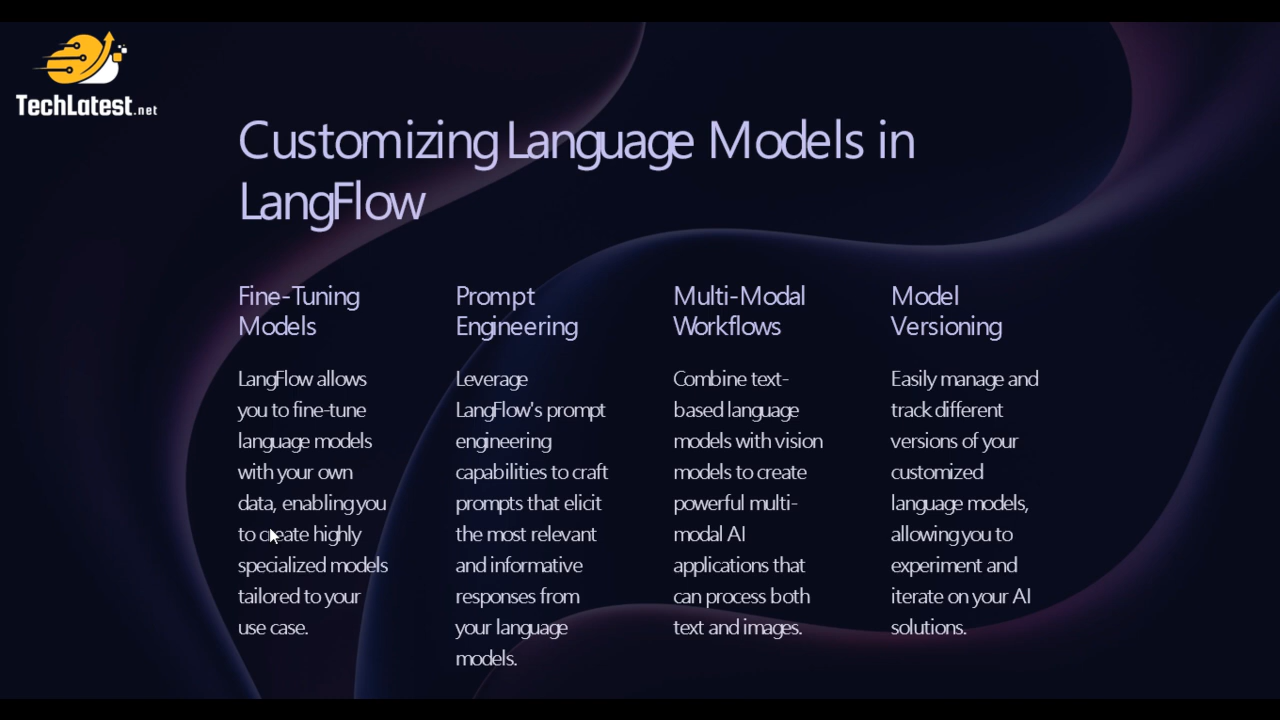 TechLatest.net
Customizing Language Models in
LangFlow
Fine-Tuning
Models
LangFlow allows
you to fine-tune
language models
with your own
data, enabling you
to create highly
specialized models
tailored to your
use case.
Prompt
Engineering
Leverage
LangFlow's prompt
engineering
capabilities to craft
prompts that elicit
the most relevant
and informative
responses from
your language
models.
Multi-Modal
Workflows
Combine text-
based language
models with vision
models to create
powerful multi-
modal AI
applications that
can process both
text and images.
Model
Versioning
Easily manage and
track different
versions of your
customized
language models,
allowing you to
experiment and
iterate on your AI
solutions.